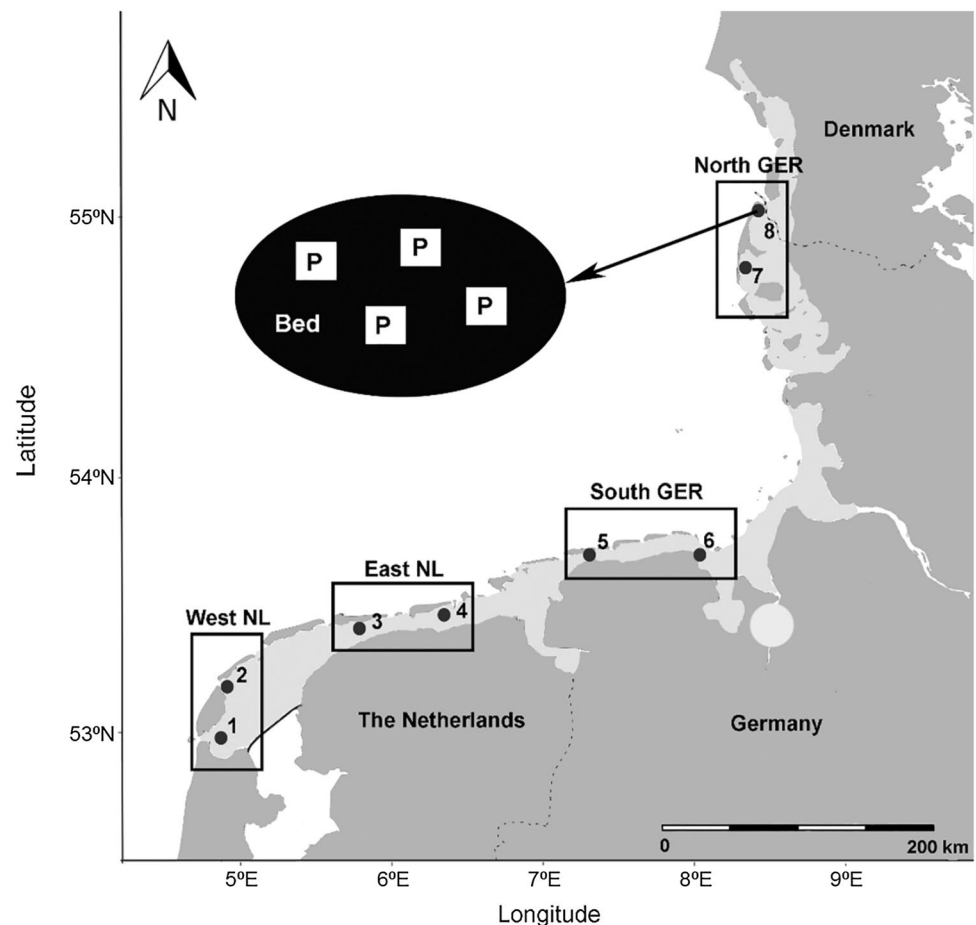 N
Denmark
North GER
55ºN
8
7
P
P
P
P
Bed
Latitude
54ºN
South GER
5
6
East NL
3
4
West NL
2
1
53ºN
The Netherlands
Germany
0
200 km
5ºE
6ºE
7ºE
8ºE
9ºE
Longitude